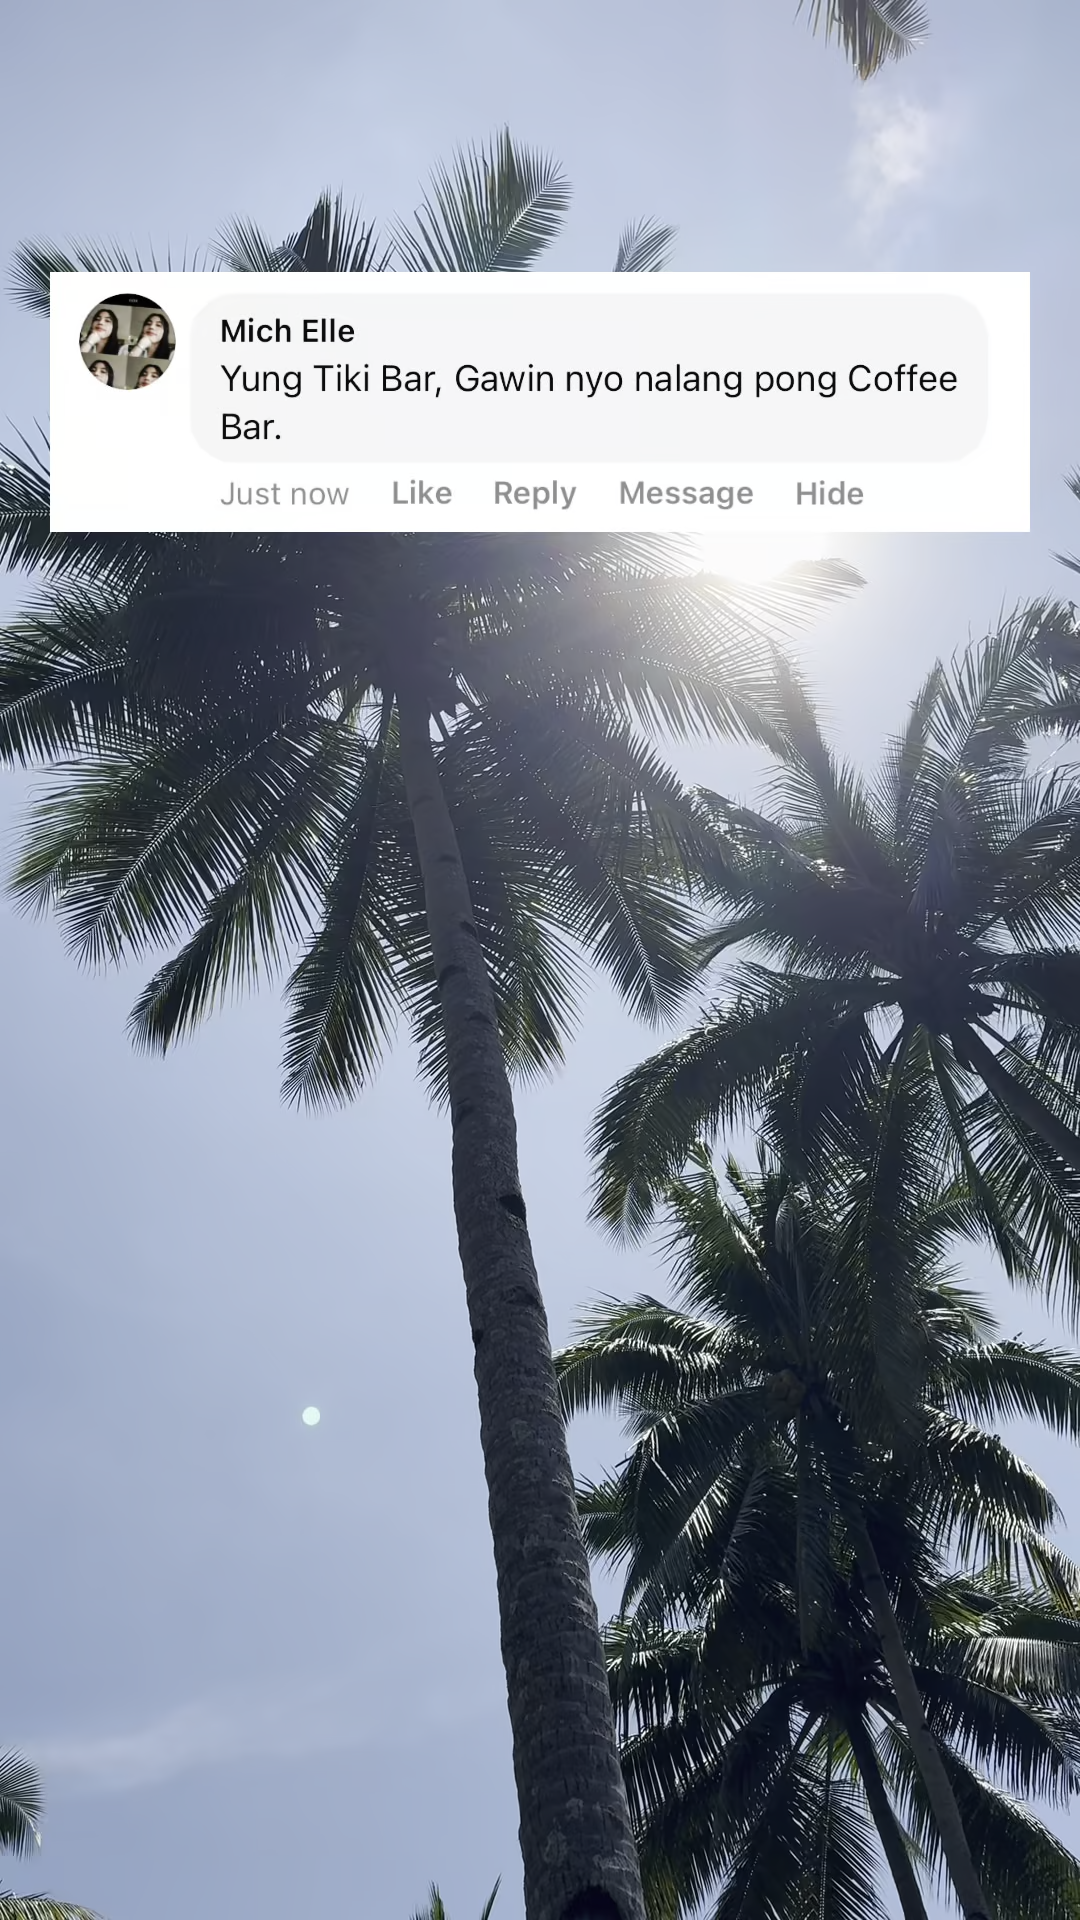 Mich Elle
Yung Tiki Bar, Gawin nyo nalang pong Coffee
Bar.
Just now Like Reply Message Hide